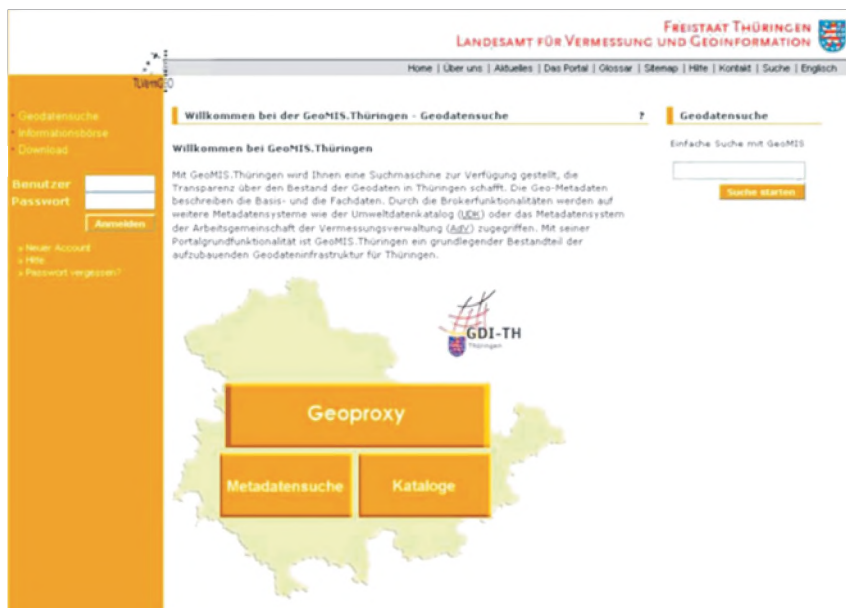 FREISTAAT THÜRINGEN
LANDESAMT FÜR VERMESSUNG UND GEOINFORMATION
Home | Über uns | Aktuelles | Das Portal | Glossar | Sitemap | Hilfe | Kontakt | Suche | Englisch
TLVermGEO
Geodatensuche
Informationsbörse
Download
Benutzer
Passwort
Anmelden
» Neuer Account
» Hilfe
» Passwort vergessen?
Willkommen bei der GeoMIS.Thüringen - Geodatensuche ?
Willkommen bei GeoMIS.Thüringen
Mit GeoMIS.Thüringen wird Ihnen eine Suchmaschine zur Verfügung gestellt, die
Transparenz über den Bestand der Geodaten in Thüringen schafft. Die Geo-Metadaten
beschreiben die Basis- und die Fachdaten. Durch die Brokerfunktionalitäten werden auf
weitere Metadatensysteme wie der Umweltdatenkatalog (UDK) oder das Metadatensystem
der Arbeitsgemeinschaft der Vermessungsverwaltung (AdV) zugegriffen. Mit seiner
Portalgrundfunktionalität ist GeoMIS.Thüringen ein grundlegender Bestandteil der
aufzubauenden Geodateninfrastruktur für Thüringen.
GDI-TH
Thüringen
Geoproxy
Metadatensuche
Kataloge
Geodatensuche
Einfache Suche mit GeoMIS
Suche starten